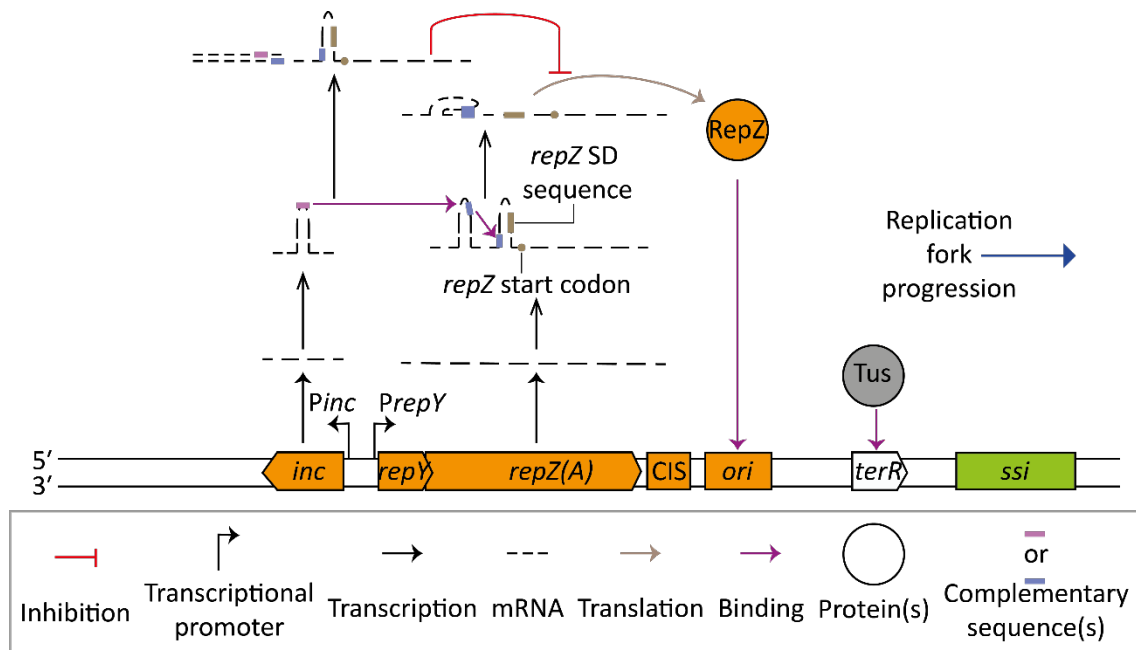 RepZ
repZ SD
sequence
Replication
fork
progression
repZ start codon
Tus
Pinc
PrepY
5′
3′
inc
repY
repZ(A)
CIS
ori
terR
ssi
Inhibition
Transcriptional
promoter
Transcription
mRNA
Translation
Binding
Protein(s)
or
Complementary
sequence(s)